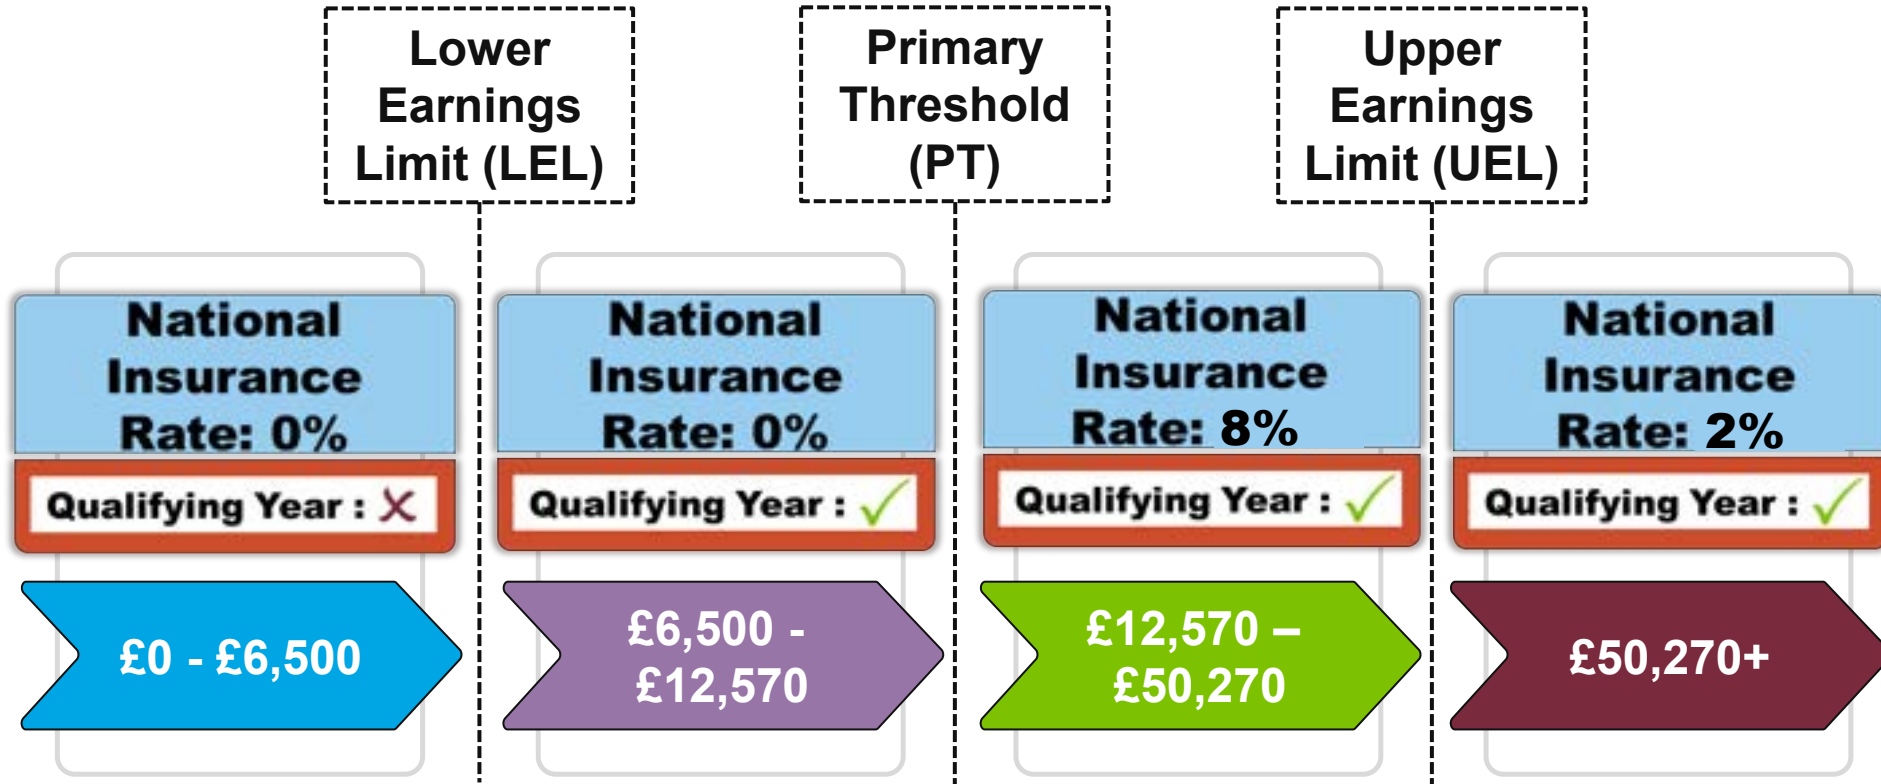 Lower
Earnings
Limit (LEL)
Primary
Threshold
(PT)
Upper
Earnings
Limit (UEL)
National
Insurance
Rate: 0%
Qualifying Year : X
£0 - £6,500
National
Insurance
Rate: 0%
Qualifying Year : ✓
£6,500 -
£12,570
National
Insurance
Rate: 8%
Qualifying Year : ✓
£12,570 –
£50,270
National
Insurance
Rate: 2%
Qualifying Year : ✓
£50,270+